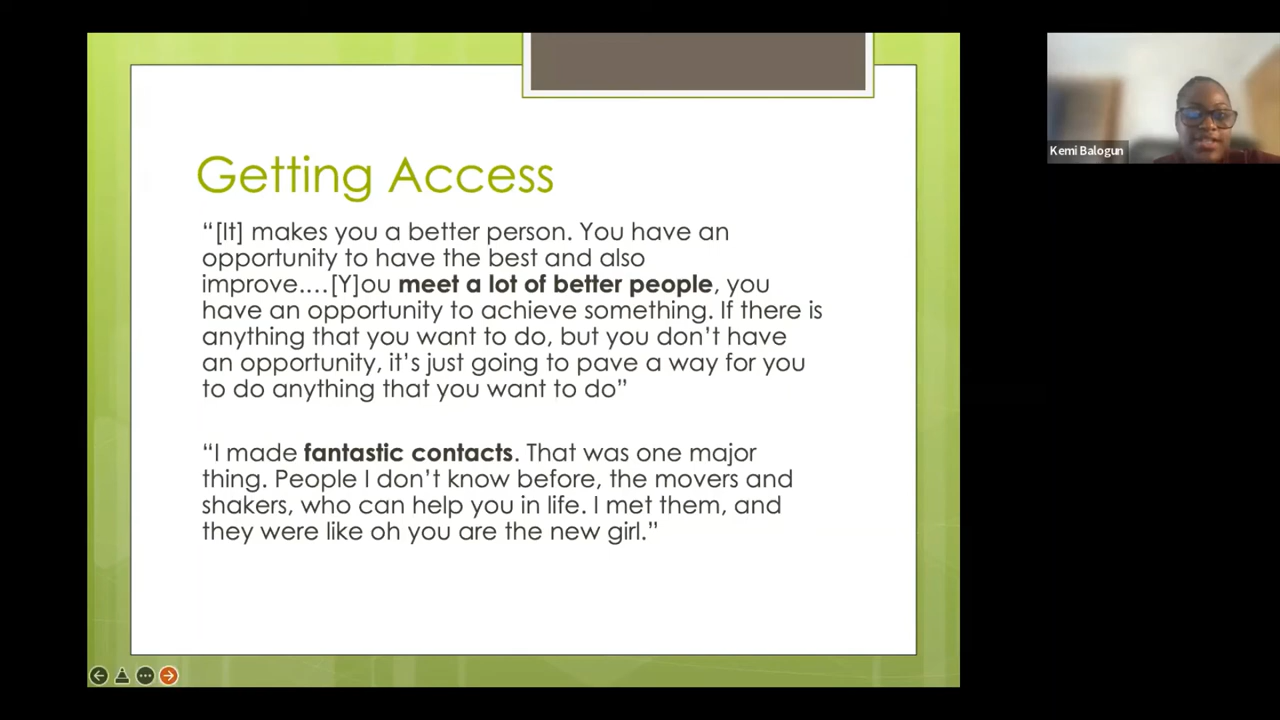 Getting Access
“[It] makes you a better person. You have an
opportunity to have the best and also
improve.…[Y]ou meet a lot of better people, you
have an opportunity to achieve something. If there is
anything that you want to do, but you don’t have
an opportunity, it’s just going to pave a way for you
to do anything that you want to do”
“I made fantastic contacts. That was one major
thing. People I don’t know before, the movers and
shakers, who can help you in life. I met them, and
they were like oh you are the new girl.”
Kemi Balogun